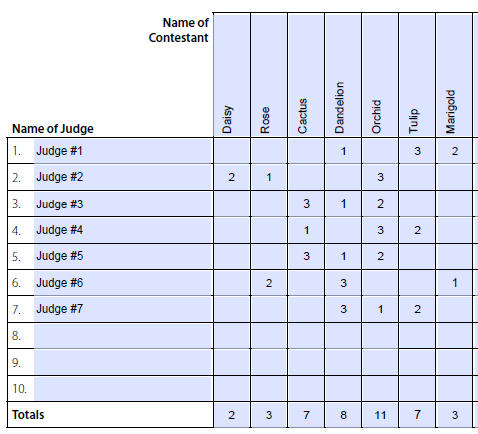 Name of
Contestant
Name of Judge Daisy Rose Cactus Dandelion Orchid Tulip Marigold
1. Judge #1 1 3 2
2. Judge #2 2 1 3
3. Judge #3 3 1 2
4. Judge #4 1 3 2
5. Judge #5 3 1 2
6. Judge #6 2 3 1
7. Judge #7 3 1 2
8.
9.
10.
Totals 2 3 7 8 11 7 3